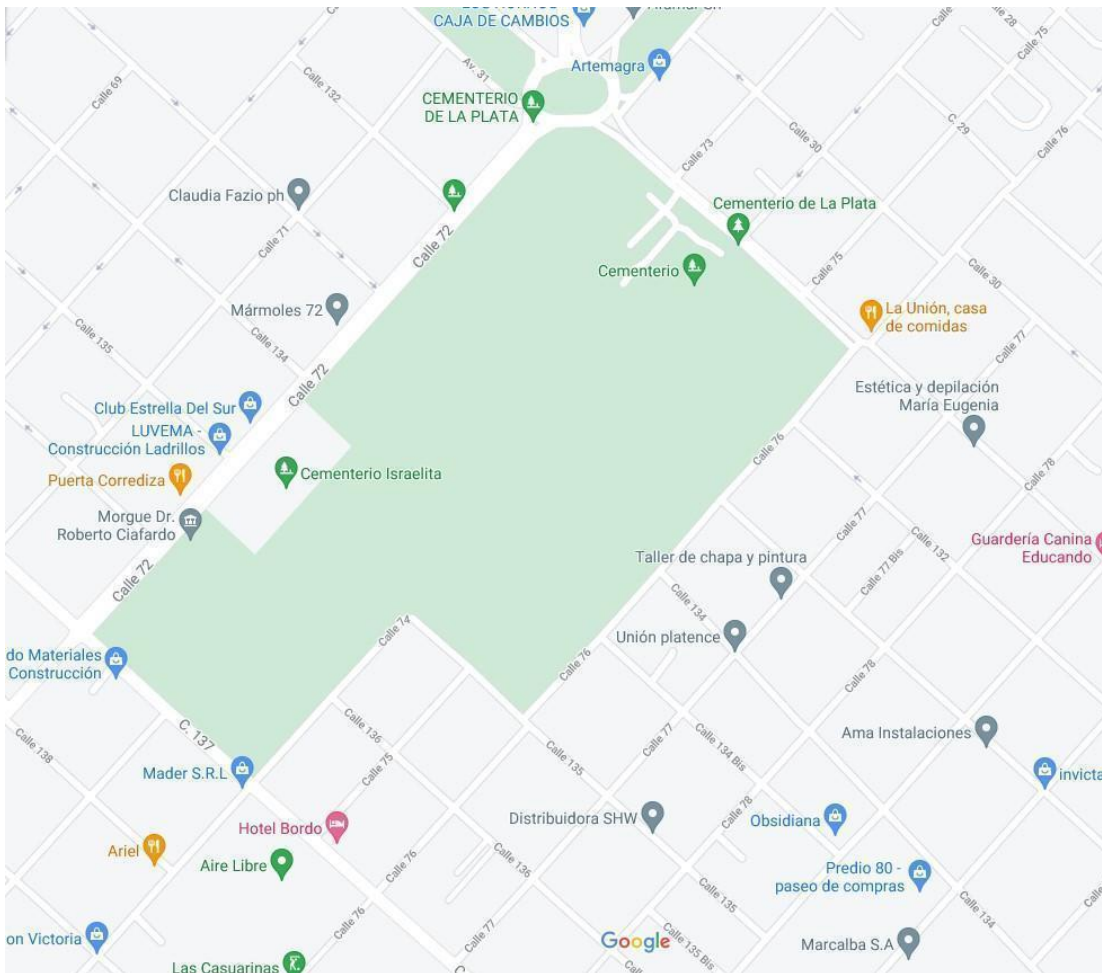 CAJA DE CAMBIOS
Calle 28
Calle 75
Artemagra
Av. 31
Calle 69
Calle 132
CEMENTERIO
DE LA PLATA
C. 29
Calle 76
Calle 30
Calle 73
Claudia Fazio ph
Cementerio de La Plata
Calle 71
Calle 72
Calle 75
Cementerio
Calle 30
Mármoles 72
La Unión, casa
de comidas
Calle 77
Calle 135
Calle 134
Calle 72
Estética y depilación
María Eugenia
Club Estrella Del Sur
LUVEMA -
Construcción Ladrillos
Calle 76
Calle 78
Puerta Corrediza
Cementerio Israelita
Morgue Dr.
Roberto Ciafardo
Calle 77
Calle 132
Guardería Canina
Educando
Calle 77 Bis
Taller de chapa y pintura
Calle 72
Calle 134
Calle 74
Unión platence
do Materiales
Construcción
Calle 76
Calle 78
C. 137
Calle 136
Calle 77
Calle 134 Bis
Ama Instalaciones
Calle 138
Calle 75
Calle 135
Mader S.R.L
invicta
Hotel Bordo
Distribuidora SHW
Calle 78
Obsidiana
Ariel
Aire Libre
Calle 76
Calle 136
Predio 80 -
paseo de compras
Calle 135
Calle 134
Calle 76
Calle 77
on Victoria
Google
Calle 135 Bis
Marcalba S.A
Las Casuarinas
C